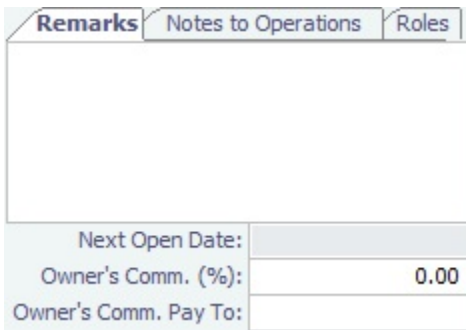 Remarks Notes to Operations Roles
Next Open Date:
Owner's Comm. (%): 0.00
Owner's Comm. Pay To: